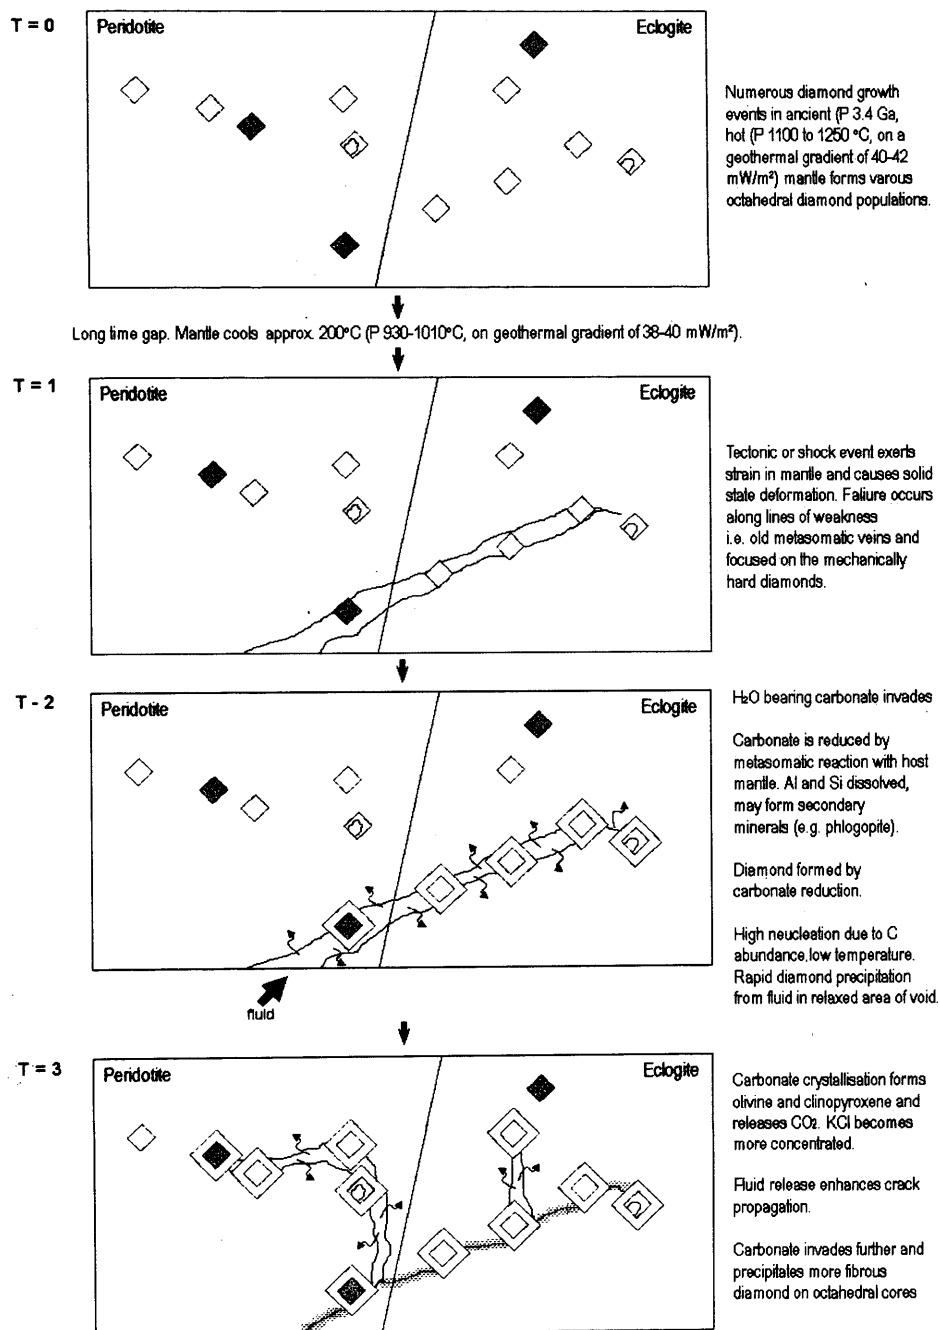 T = 0
Peridotite
Eclogite
Numerous diamond growth
events in ancient (P 3.4 Ga,
hot (P 1100 to 1250 °C, on a
geothermal gradient of 40-42
mW/m²) mantle forms varous
octahedral diamond populations.
Long time gap. Mantle cools approx. 200°C (P 930-1010°C, on geothermal gradient of 38-40 mW/m²).
T = 1
Peridotite
Eclogite
Tectonic or shock event exerts
strain in mantle and causes solid
state deformation. Faliure occurs
along lines of weakness
i.e. old metasomatic veins and
focused on the mechanically
hard diamonds.
T - 2
Peridotite
Eclogite
H₂O bearing carbonate invades
Carbonate is reduced by
metasomatic reaction with host
mantle. Al and Si dissolved,
may form secondary
minerals (e.g. phlogopite).
Diamond formed by
carbonate reduction.
High neucleation due to C
abundance, low temperature.
Rapid diamond precipitation
from fluid in relaxed area of void.
fluid
T = 3
Peridotite
Eclogite
Carbonate crystallisation forms
olivine and clinopyroxene and
releases CO₂. KCl becomes
more concentrated.
Fluid release enhances crack
propagation.
Carbonate invades further and
precipitates more fibrous
diamond on octahedral cores